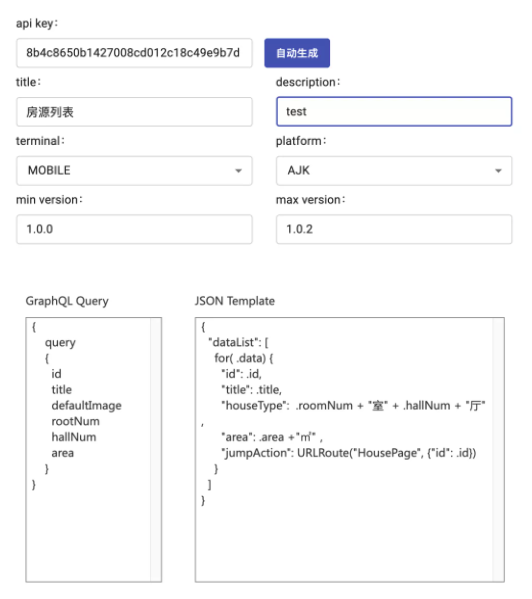 api key:
8b4c8650b1427008cd012c18c49e9b7d 自动生成
title: description:
房源列表 test
terminal: platform:
MOBILE AJK
min version: max version:
1.0.0 1.0.2
GraphQL Query
{
query
{
id
title
defaultImage
rootNum
hallNum
area
}
}
JSON Template
{
"dataList": [
for( .data) {
"id": .id,
"title": .title,
"houseType": .roomNum + "室" + .hallNum + "厅"
,
"area": .area +"㎡" ,
"jumpAction": URLRoute("HousePage", {"id": .id})
}
]
}